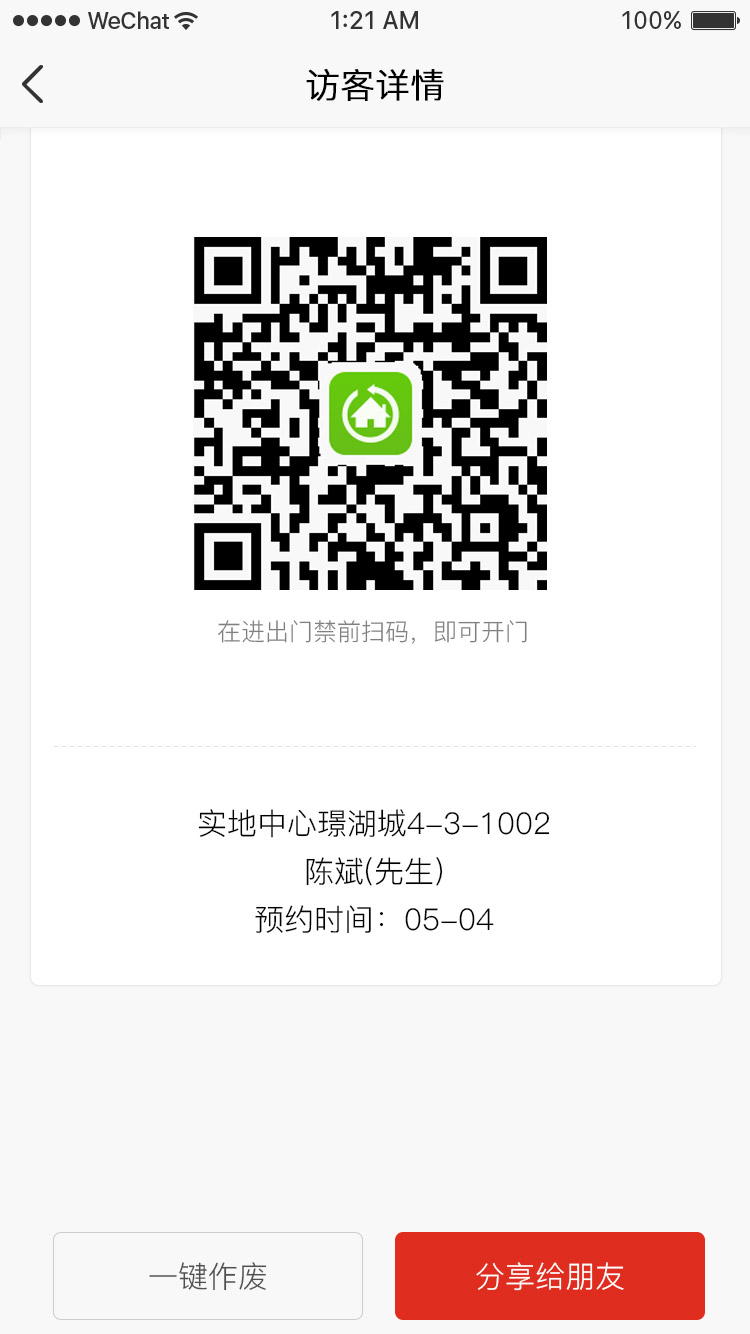 WeChat 1:21 AM 100%
访客详情
在进出门禁前扫码，即可开门
实地中心璟湖城4-3-1002
陈斌(先生)
预约时间：05-04
一键作废
分享给朋友